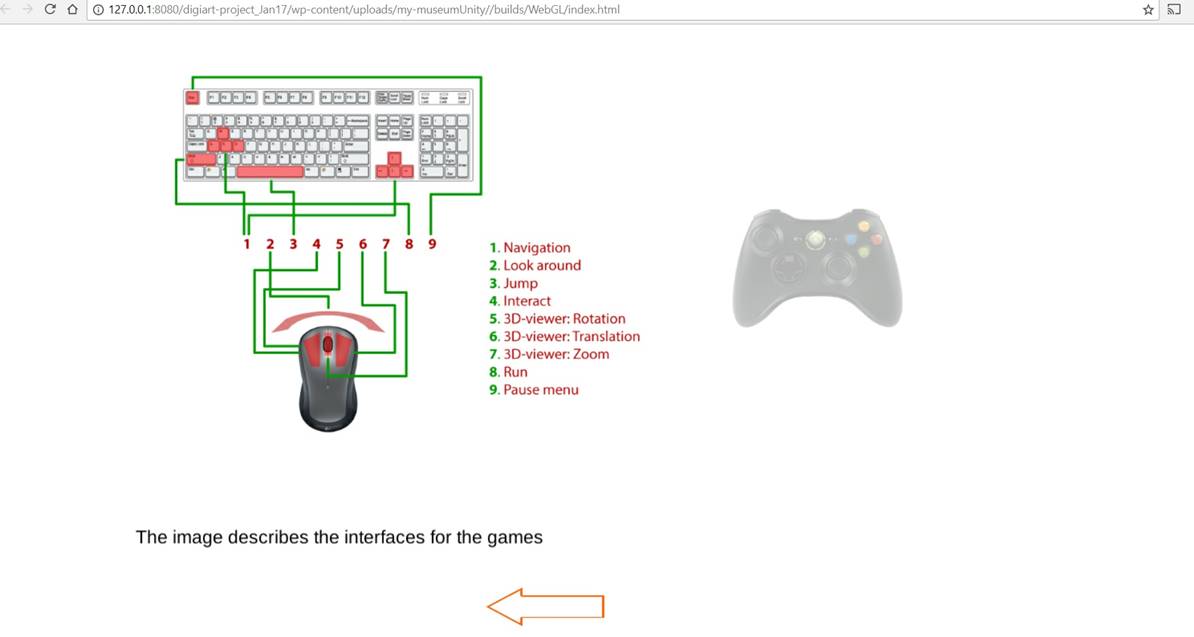 127.0.0.1:8080/digiart-project_Jan17/wp-content/uploads/my-museumUnity//builds/WebGL/index.html
1 2 3 4 5 6 7 8 9
1. Navigation
2. Look around
3. Jump
4. Interact
5. 3D-viewer: Rotation
6. 3D-viewer: Translation
7. 3D-viewer: Zoom
8. Run
9. Pause menu
The image describes the interfaces for the games